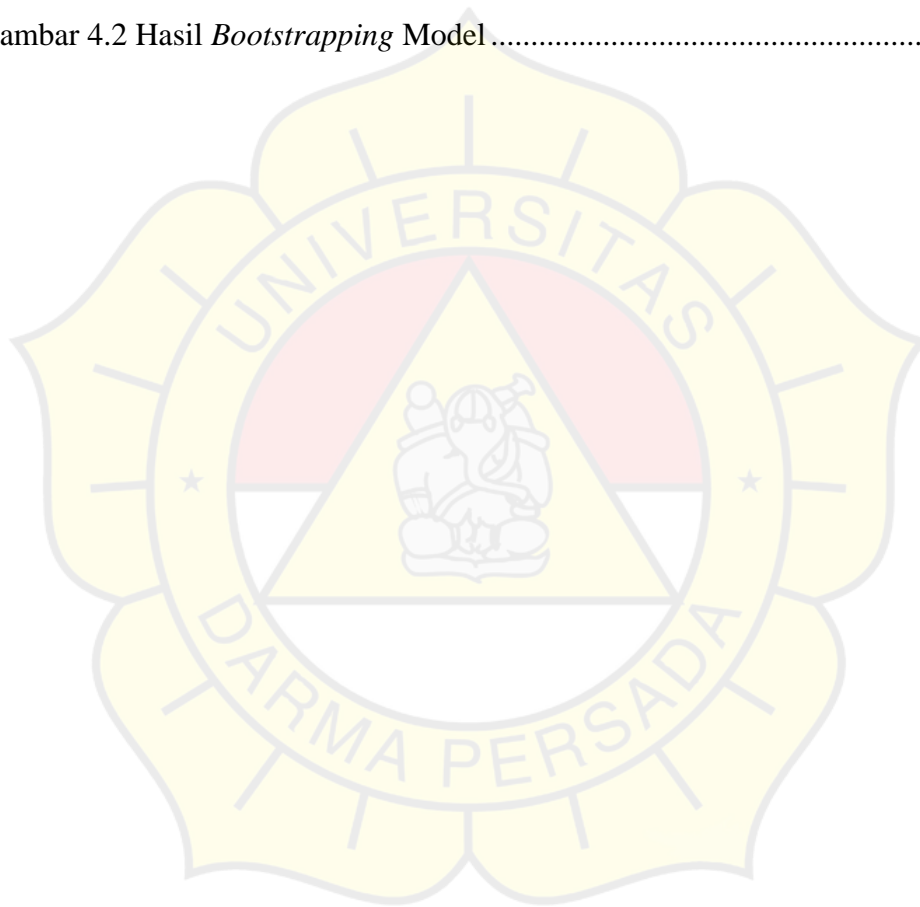 ambar 4.2 Hasil Bootstrapping Model......................................................
UNIVERSITAS
DARMA PERSADA